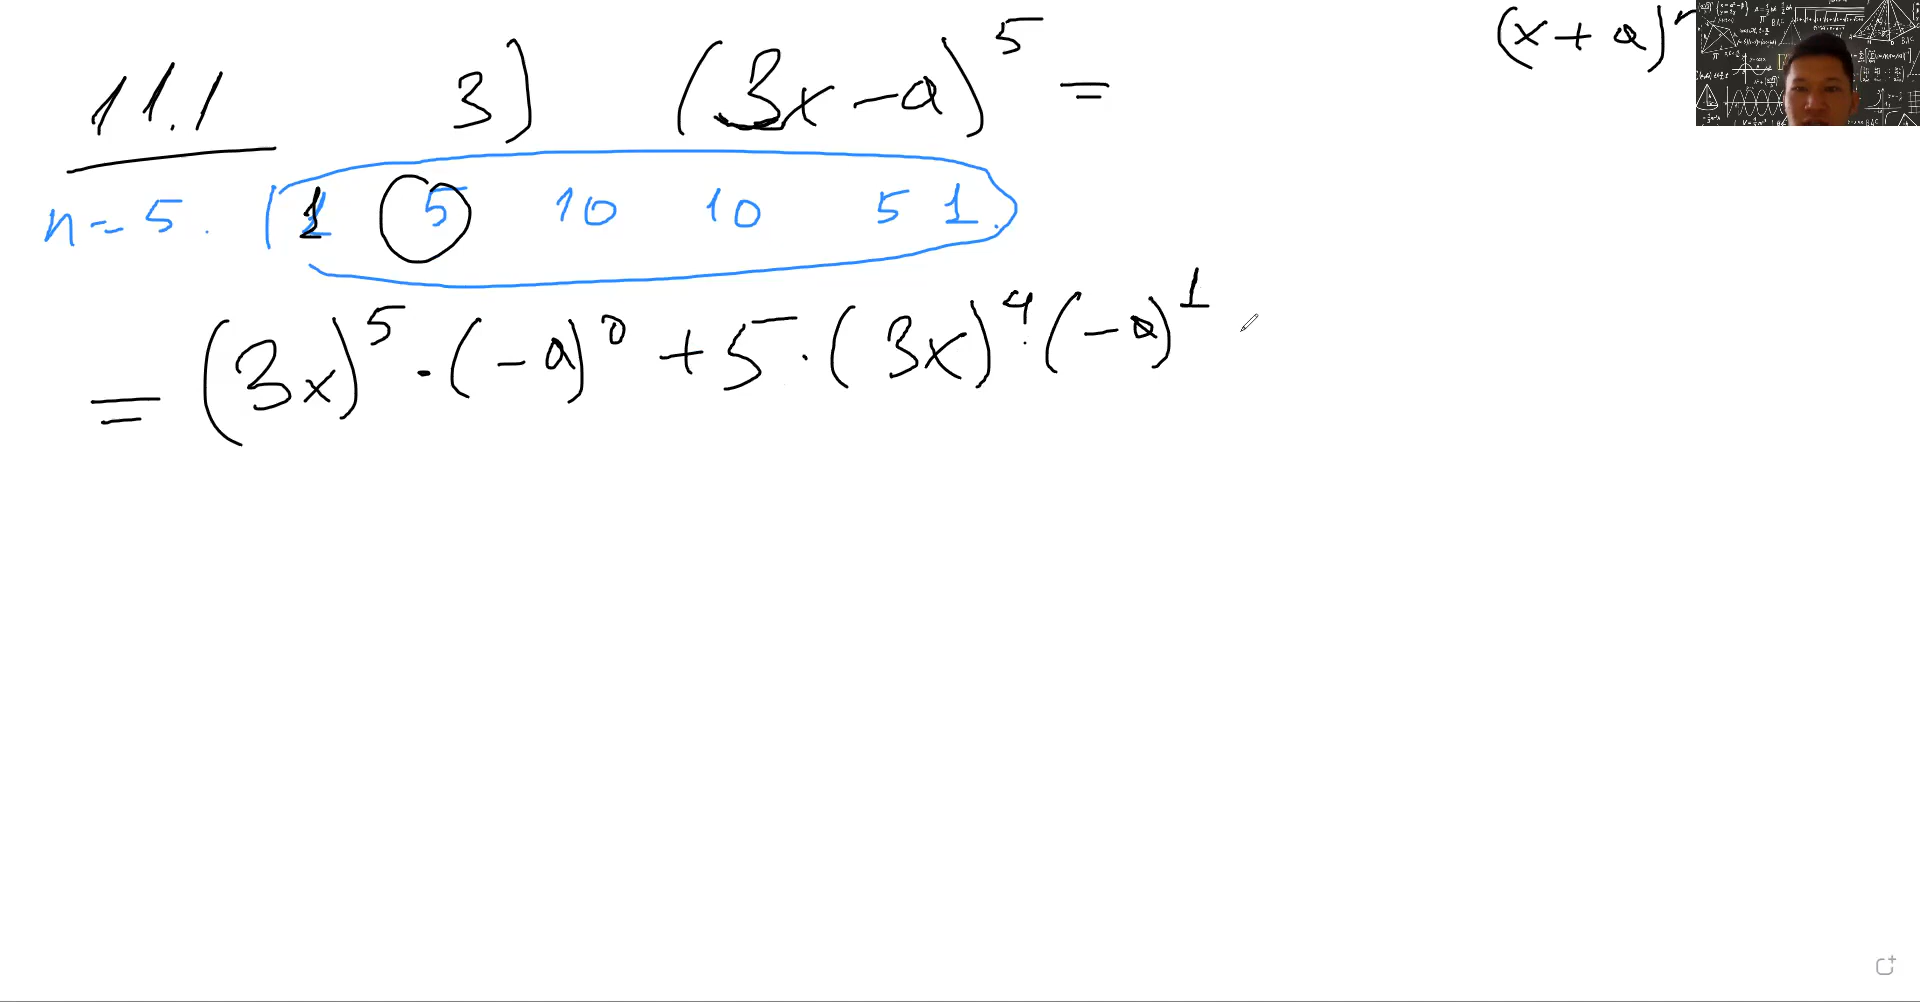 (x + a)ⁿ
11.1 3) (3x - a)⁵ =
n = 5. (1 5 10 10 5 1)
= (3x)⁵ · (-a)⁰ + 5 · (3x)⁴ · (-a)¹